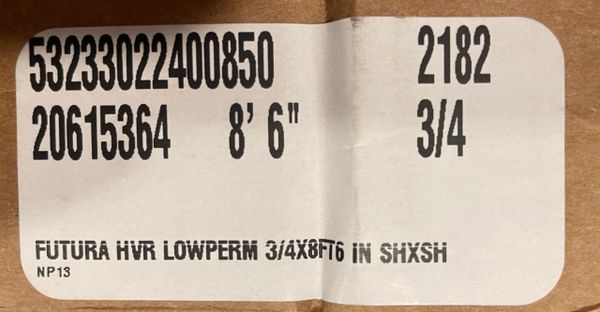 53233022400850 2182
20615364 8' 6" 3/4
FUTURA HVR LOWPERM 3/4X8FT6 IN SHXSH
NP13